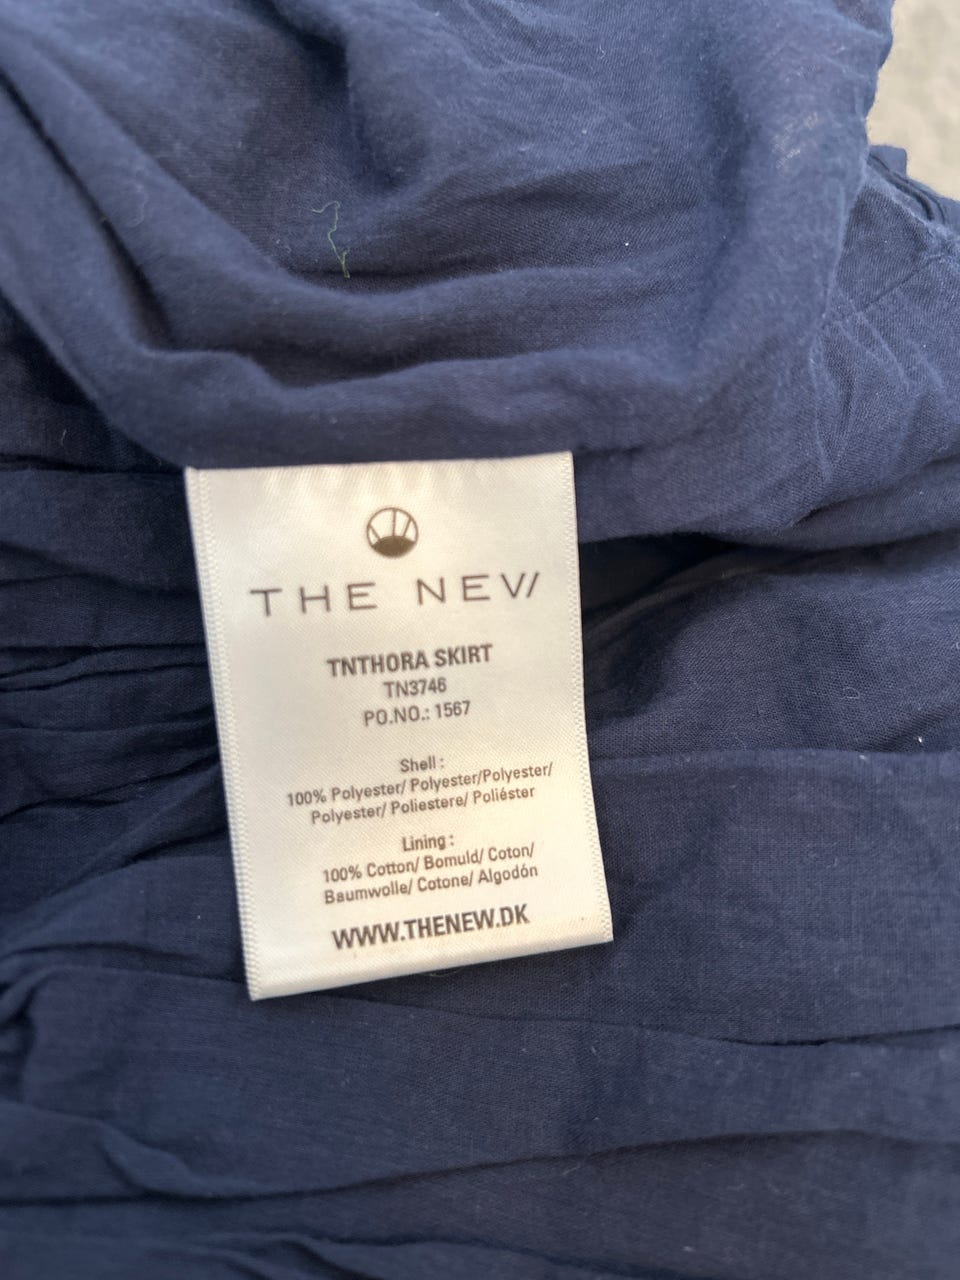 THE NEW
TNTHORA SKIRT
TN3746
PO.NO.: 1567
Shell :
100% Polyester/ Polyester/Polyester/
Polyester/ Poliestere/ Poliéster
Lining :
100% Cotton/ Bomuld/ Coton/
Baumwolle/ Cotone/ Algodón
WWW.THENEW.DK